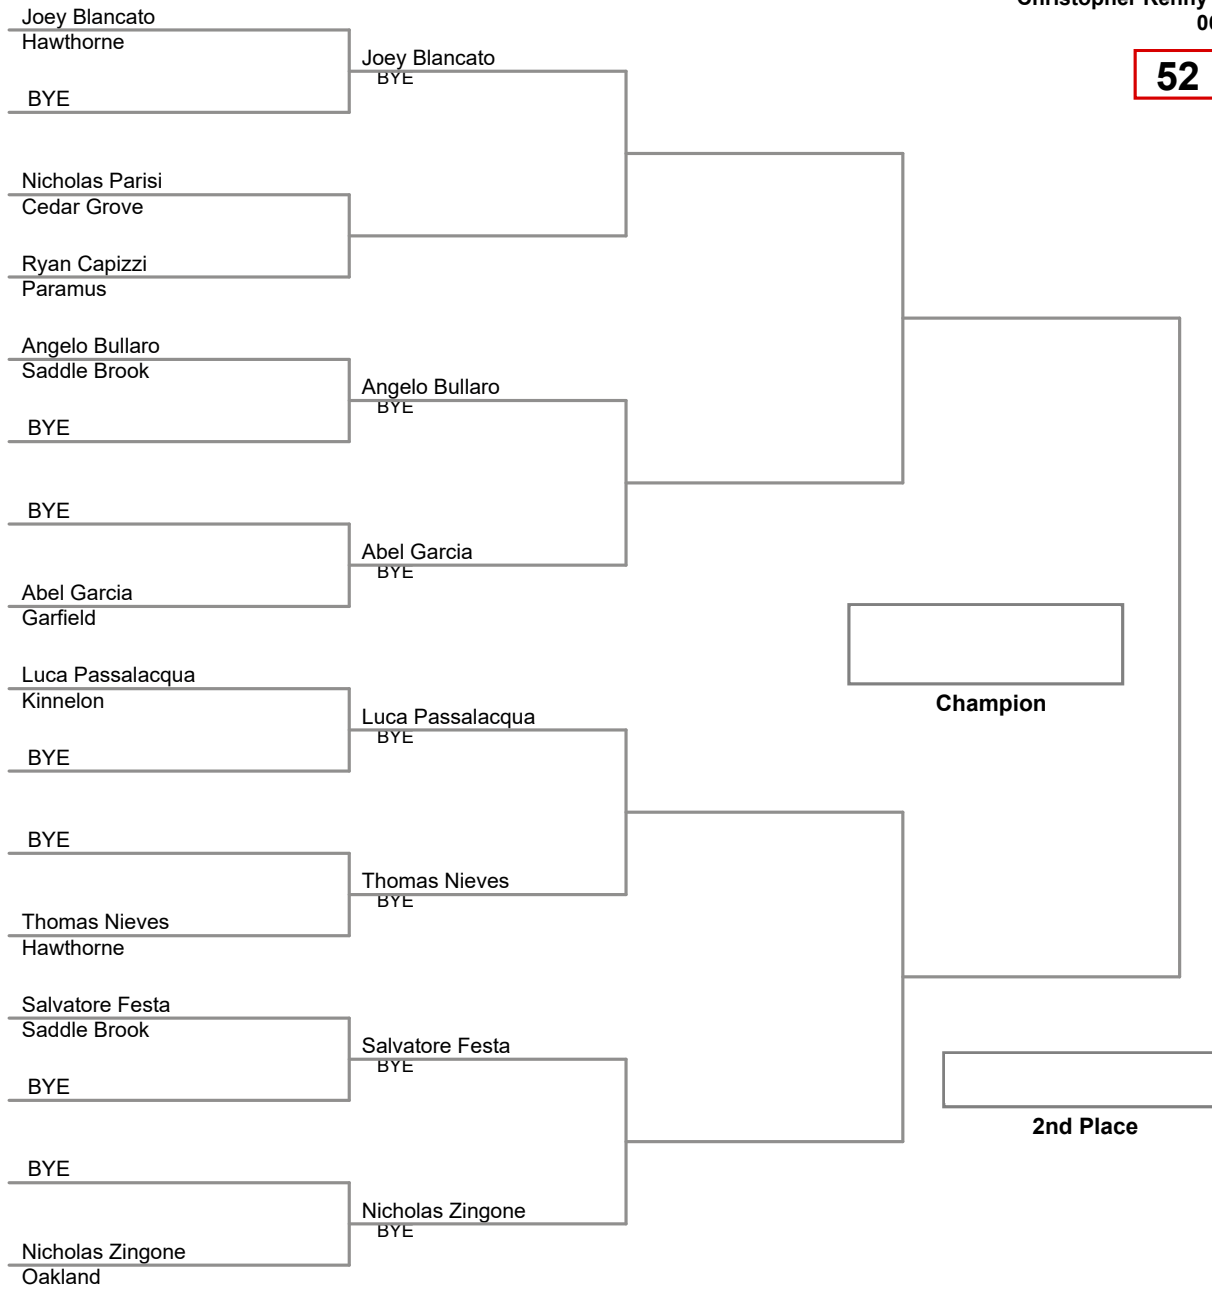 Christopher Kenny
52
Joey Blancato
Hawthorne
BYE
Nicholas Parisi
Cedar Grove
Ryan Capizzi
Paramus
Angelo Bullaro
Saddle Brook
BYE
BYE
Abel Garcia
Garfield
Luca Passalacqua
Kinnelon
BYE
BYE
Thomas Nieves
Hawthorne
Salvatore Festa
Saddle Brook
BYE
BYE
Nicholas Zingone
Oakland
Joey Blancato
BYE
Angelo Bullaro
BYE
Abel Garcia
BYE
Luca Passalacqua
BYE
Thomas Nieves
BYE
Salvatore Festa
BYE
Nicholas Zingone
BYE
Champion
2nd Place